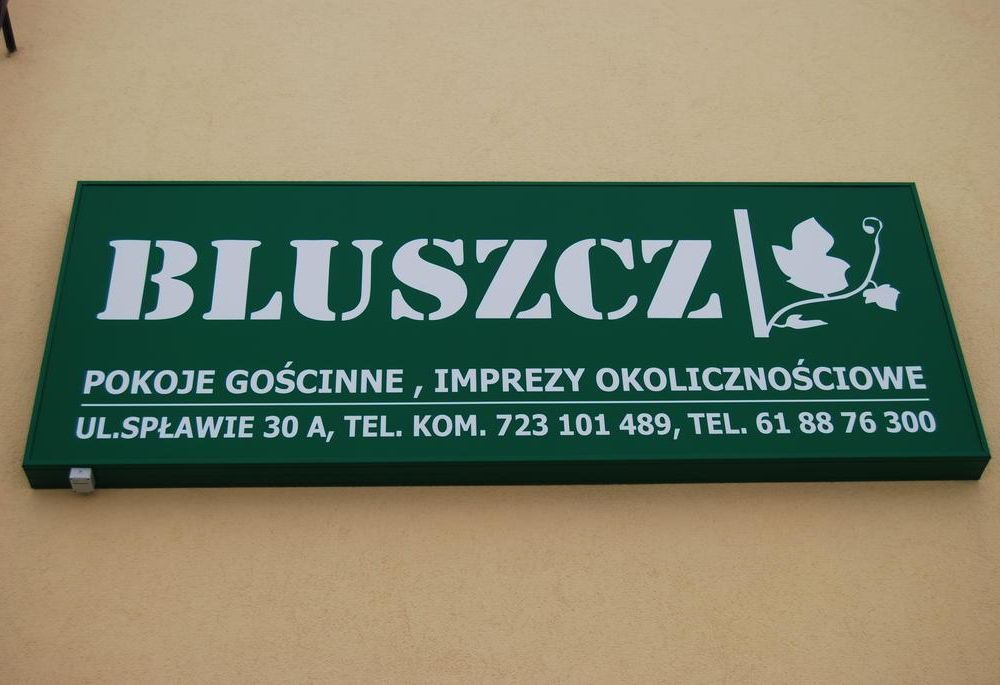 BLUSZCZ
POKOJE GOŚCINNE , IMPREZY OKOLICZNOŚCIOWE
UL.SPŁAWIE 30 A, TEL. KOM. 723 101 489, TEL. 61 88 76 300